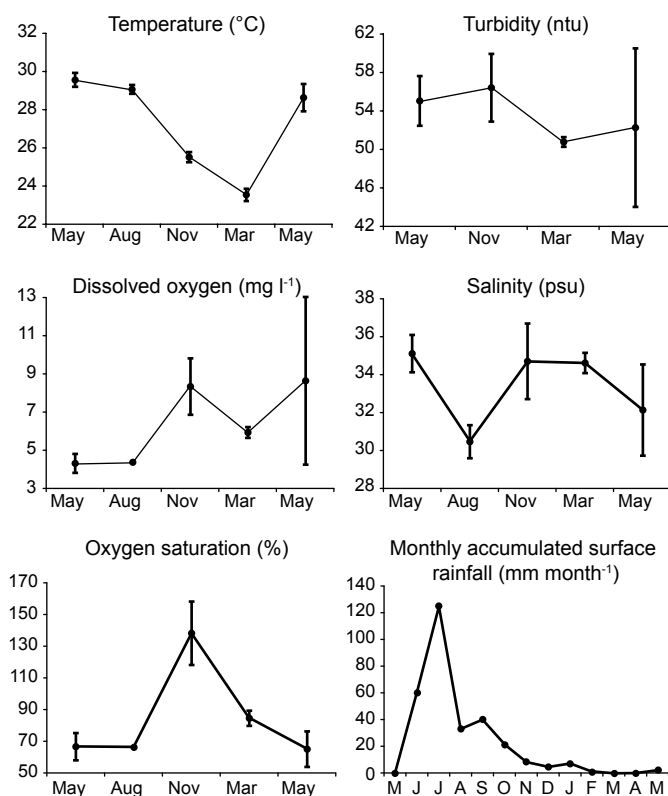 Temperature (°C)
30
28
26
24
22
May Aug Nov Mar May
Turbidity (ntu)
62
58
54
50
46
42
May Nov Mar May
Dissolved oxygen (mg l⁻¹)
13
11
9
7
5
3
May Aug Nov Mar May
Salinity (psu)
38
36
34
32
30
28
May Aug Nov Mar May
Oxygen saturation (%)
170
150
130
110
90
70
50
May Aug Nov Mar May
Monthly accumulated surface
rainfall (mm month⁻¹)
140
120
100
80
60
40
20
0
M J J A S O N D J F M A M